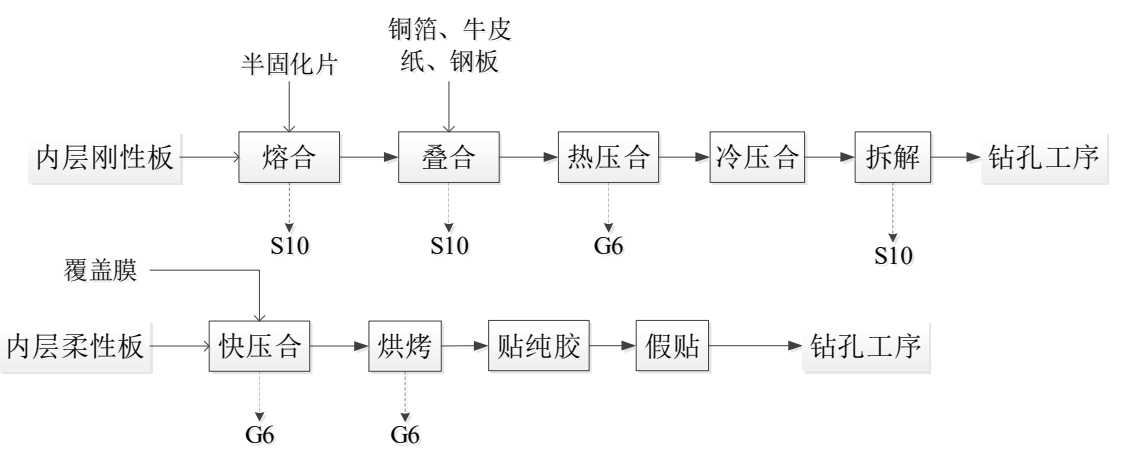 铜箔、牛皮
纸、钢板
半固化片
内层刚性板
熔合
叠合
热压合
冷压合
拆解
钻孔工序
S10
S10
G6
S10
覆盖膜
内层柔性板
快压合
烘烤
贴纯胶
假贴
钻孔工序
G6
G6